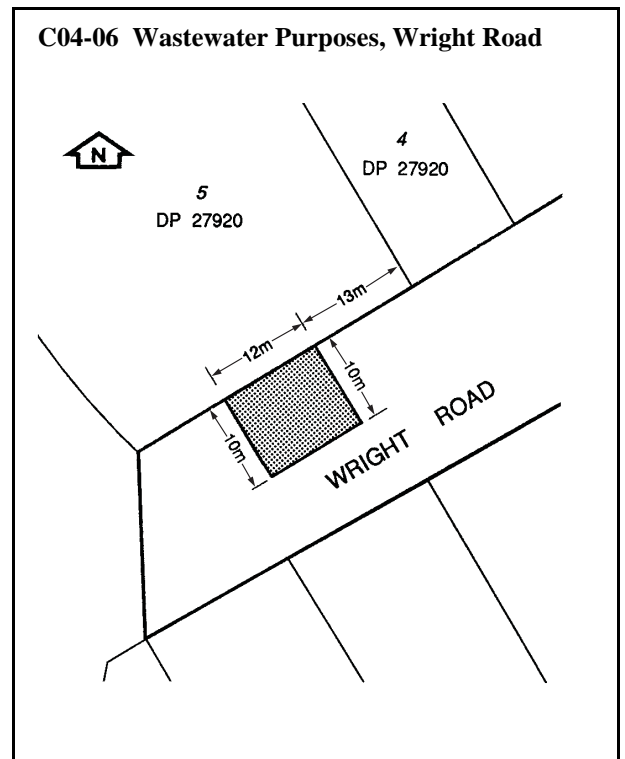 C04-06 Wastewater Purposes, Wright Road
N
4
DP 27920
5
DP 27920
13m
12m
10m
10m
WRIGHT ROAD